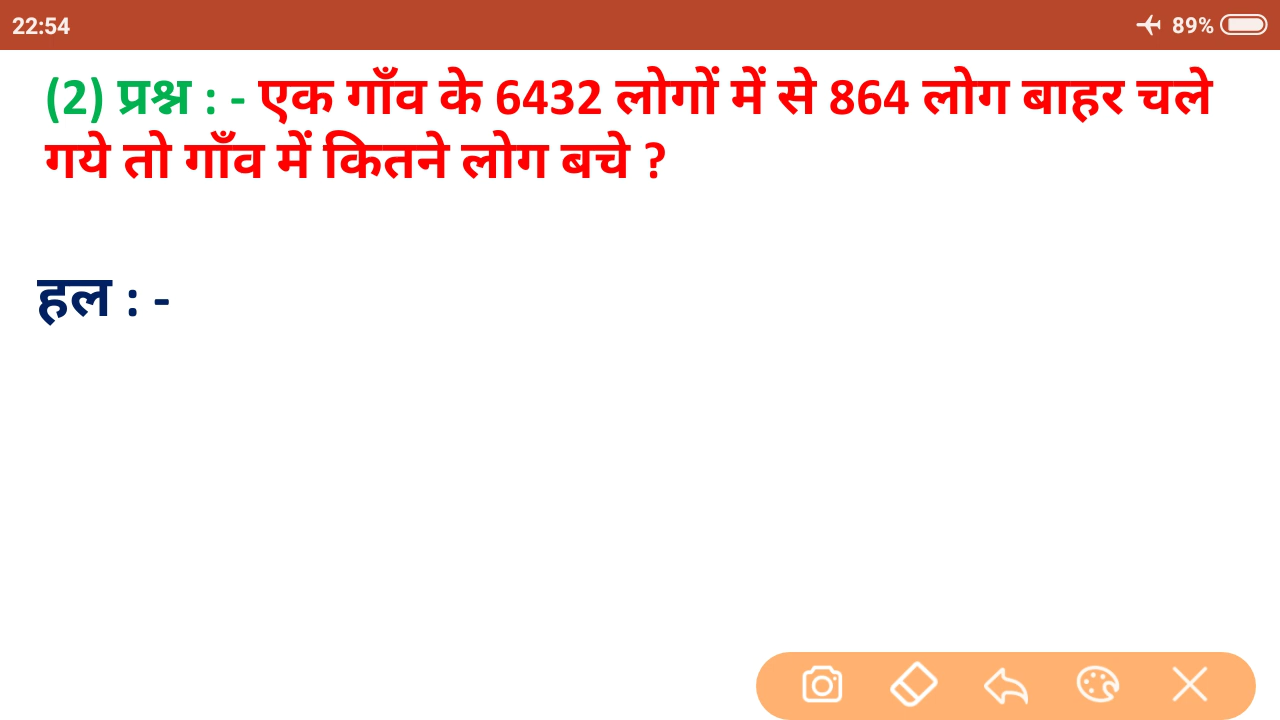 22:54
89%
(2) प्रश्न : - एक गाँव के 6432 लोगों में से 864 लोग बाहर चले
गये तो गाँव में कितने लोग बचे ?
हल : -